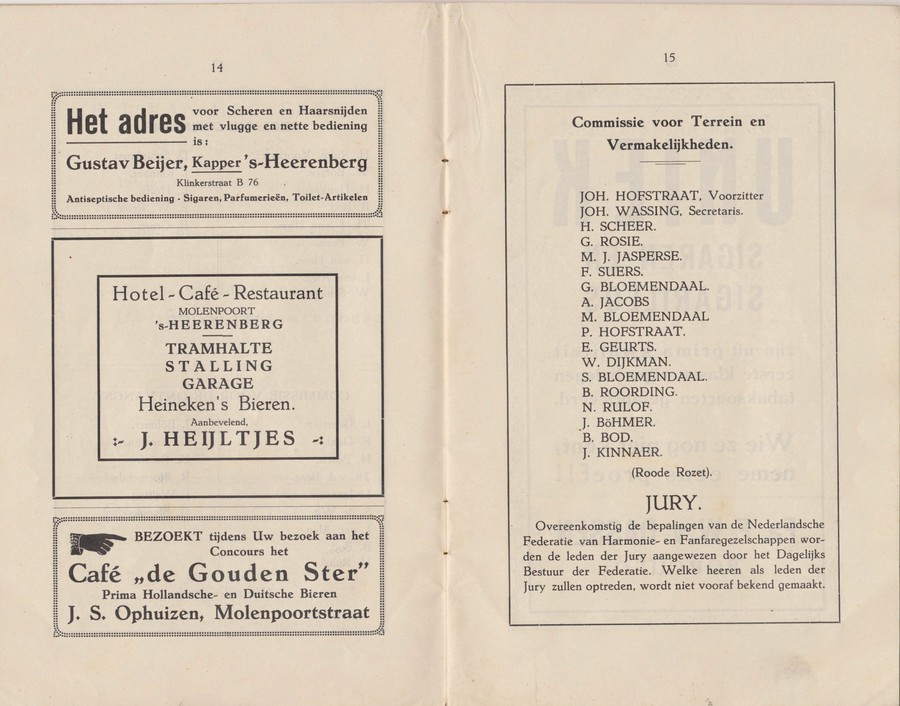 14
Het adres
voor Scheren en Haarsnijden
met vlugge en nette bediening
is:
Gustav Beijer, Kapper 's-Heerenberg
Klinkerstraat B 76
Antiseptische bediening - Sigaren, Parfumerieën, Toilet-Artikelen
Hotel - Café - Restaurant
MOLENPOORT
's-HEERENBERG
TRAMHALTE
STALLING
GARAGE
Heineken's Bieren.
Aanbevelend,
:- J. HEIJLTJES -:
BEZOEKT tijdens Uw bezoek aan het
Concours het
Café „de Gouden Ster"
Prima Hollandsche- en Duitsche Bieren
J. S. Ophuizen, Molenpoortstraat
15
Commissie voor Terrein en
Vermakelijkheden.
JOH. HOFSTRAAT, Voorzitter
JOH. WASSING, Secretaris.
H. SCHEER.
G. ROSIE.
M. J. JASPERSE.
F. SUERS.
G. BLOEMENDAAL.
A. JACOBS
M. BLOEMENDAAL
P. HOFSTRAAT.
E. GEURTS.
W. DIJKMAN.
S. BLOEMENDAAL.
B. ROORDING.
N. RULOF.
J. BöHMER.
B. BOD.
J. KINNAER.
(Roode Rozet).
JURY.
Overeenkomstig de bepalingen van de Nederlandsche
Federatie van Harmonie- en Fanfaregezelschappen wor-
den de leden der Jury aangewezen door het Dagelijks
Bestuur der Federatie. Welke heeren als leden der
Jury zullen optreden, wordt niet vooraf bekend gemaakt.